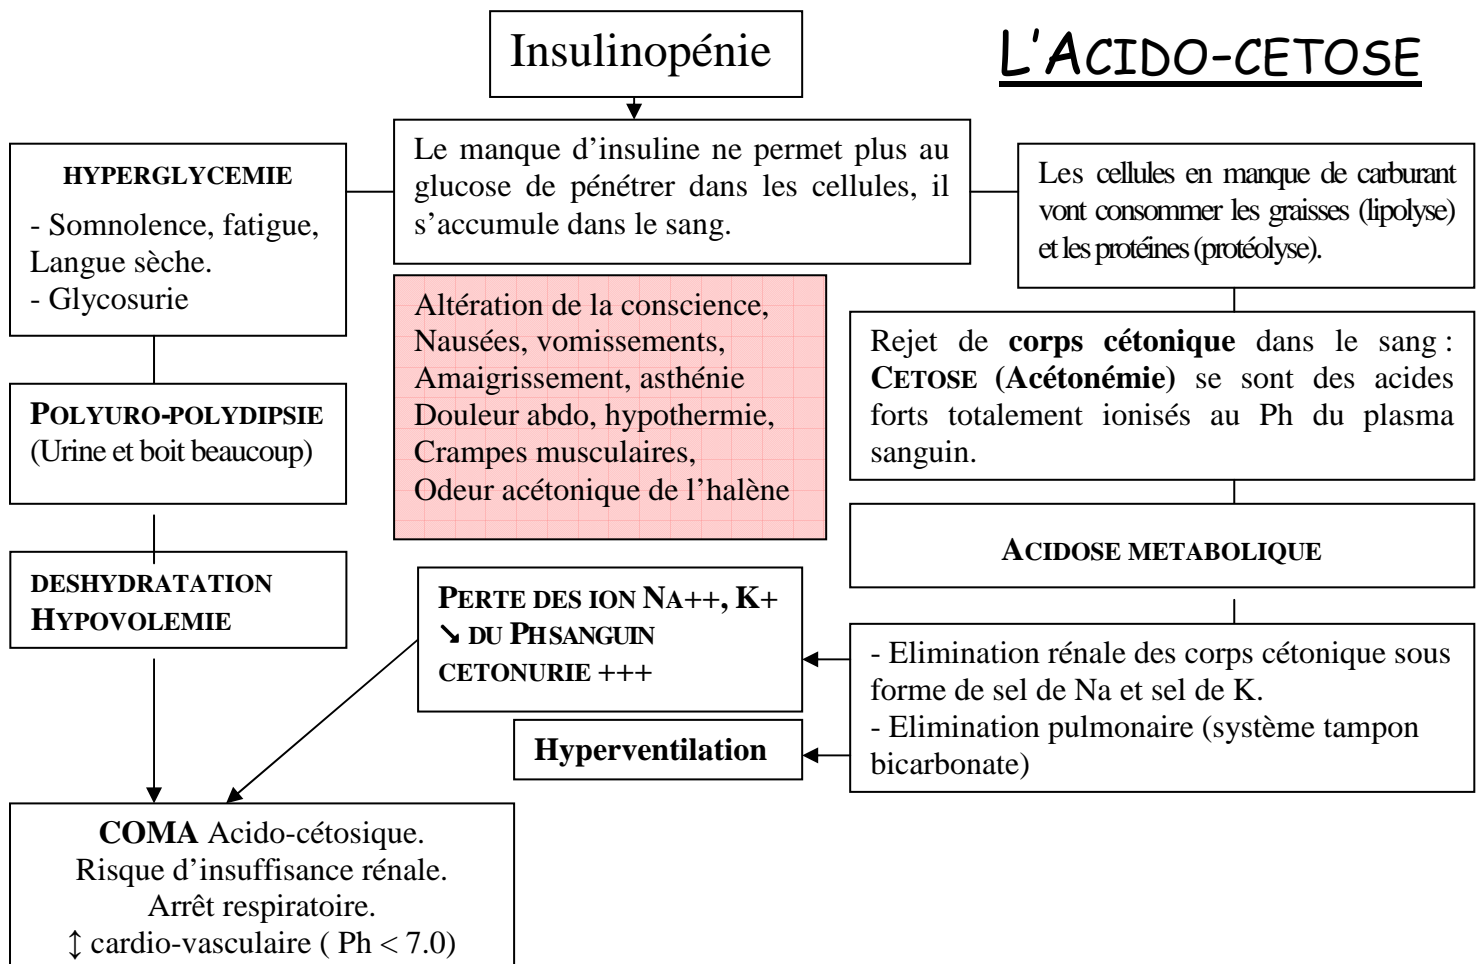 Insulinopénie
L'ACIDO-CETOSE
Le manque d'insuline ne permet plus au
glucose de pénétrer dans les cellules, il
s'accumule dans le sang.
HYPERGLYCEMIE
- Somnolence, fatigue,
Langue sèche.
- Glycosurie
Les cellules en manque de carburant
vont consommer les graisses (lipolyse)
et les protéines (protéolyse).
Altération de la conscience,
Nausées, vomissements,
Amaigrissement, asthénie
Douleur abdo, hypothermie,
Crampes musculaires,
Odeur acétonique de l'halène
Rejet de corps cétonique dans le sang :
CETOSE (Acétonémie) se sont des acides
forts totalement ionisés au Ph du plasma
sanguin.
POLYURO-POLYDIPSIE
(Urine et boit beaucoup)
ACIDOSE METABOLIQUE
DESHYDRATATION
HYPOVOLEMIE
PERTE DES ION NA++, K+
↘ DU PH SANGUIN
CETONURIE +++
- Elimination rénale des corps cétonique sous
forme de sel de Na et sel de K.
- Elimination pulmonaire (système tampon
bicarbonate)
Hyperventilation
COMA Acido-cétosique.
Risque d'insuffisance rénale.
Arrêt respiratoire.
↕ cardio-vasculaire ( Ph < 7.0)